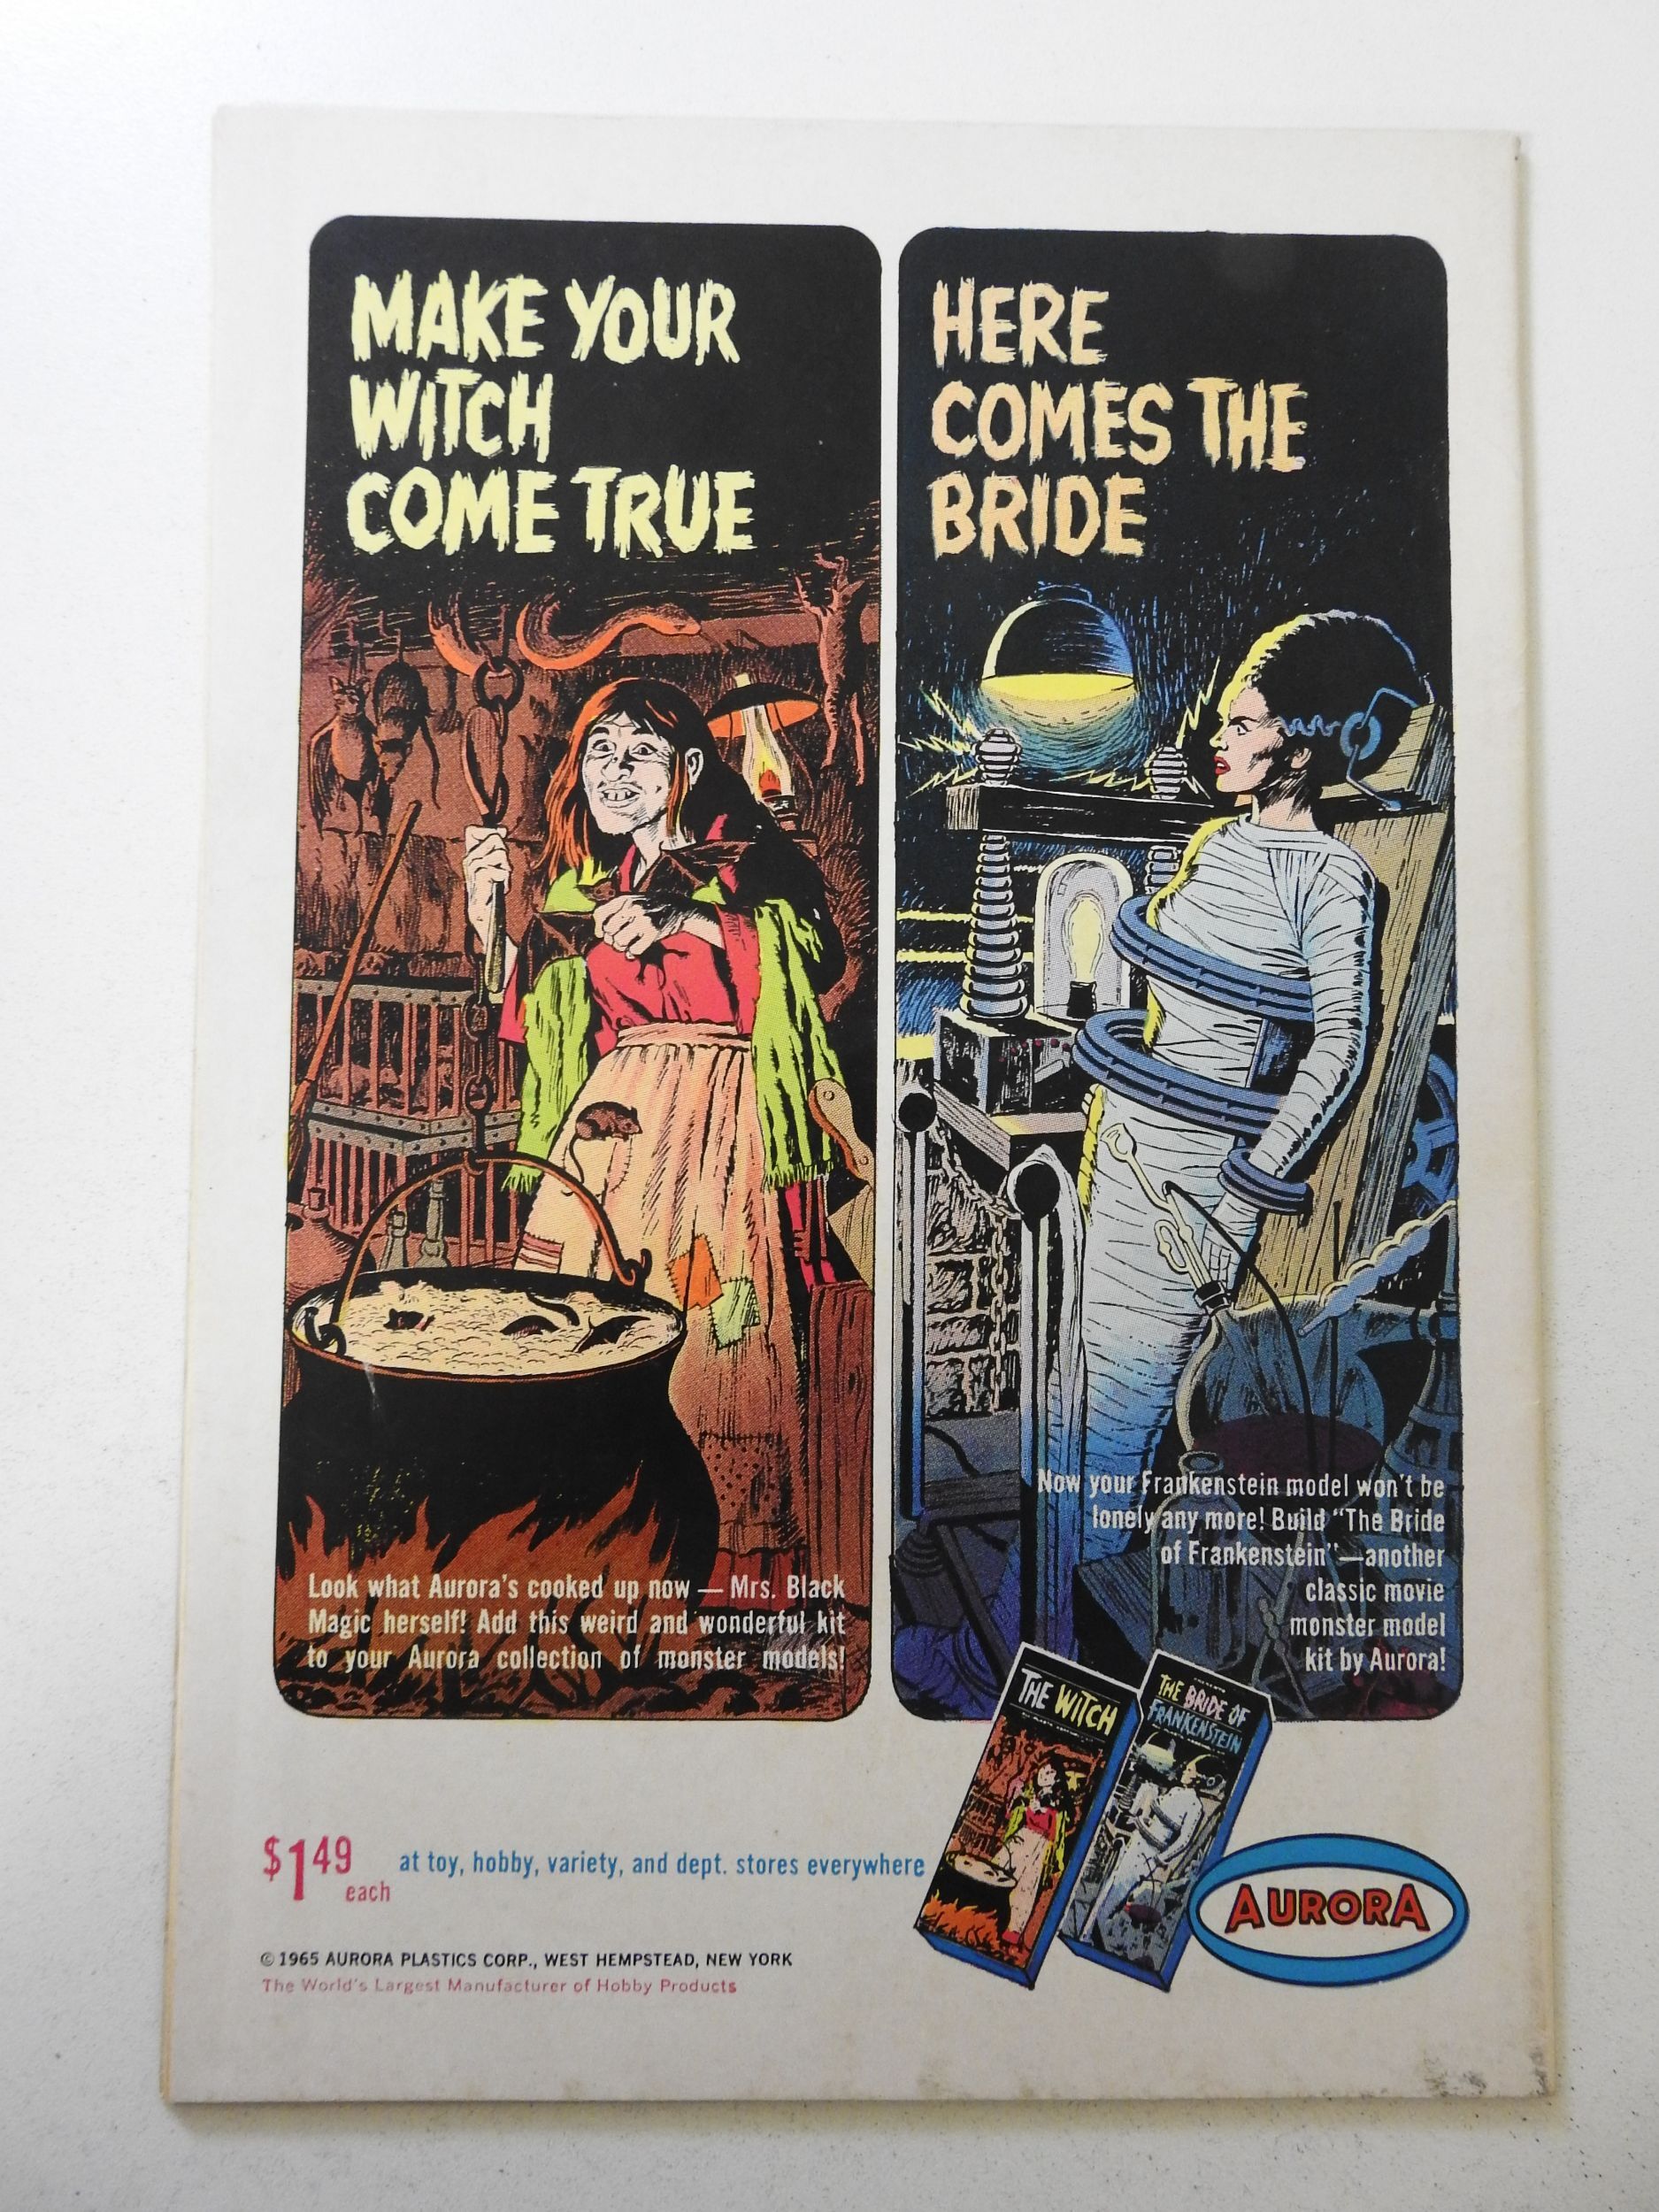 MAKE YOUR
WITCH
COME TRUE
Look what Aurora's cooked up now — Mrs. Black
Magic herself! Add this weird and wonderful kit
to your Aurora collection of monster models!
HERE
COMES THE
BRIDE
Now your Frankenstein model won't be
lonely any more! Build "The Bride
of Frankenstein"—another
classic movie
monster model
kit by Aurora!
THE WITCH
THE BRIDE OF
FRANKENSTEIN
$1.49 each
at toy, hobby, variety, and dept. stores everywhere
AURORA
© 1965 AURORA PLASTICS CORP., WEST HEMPSTEAD, NEW YORK
The World's Largest Manufacturer of Hobby Products